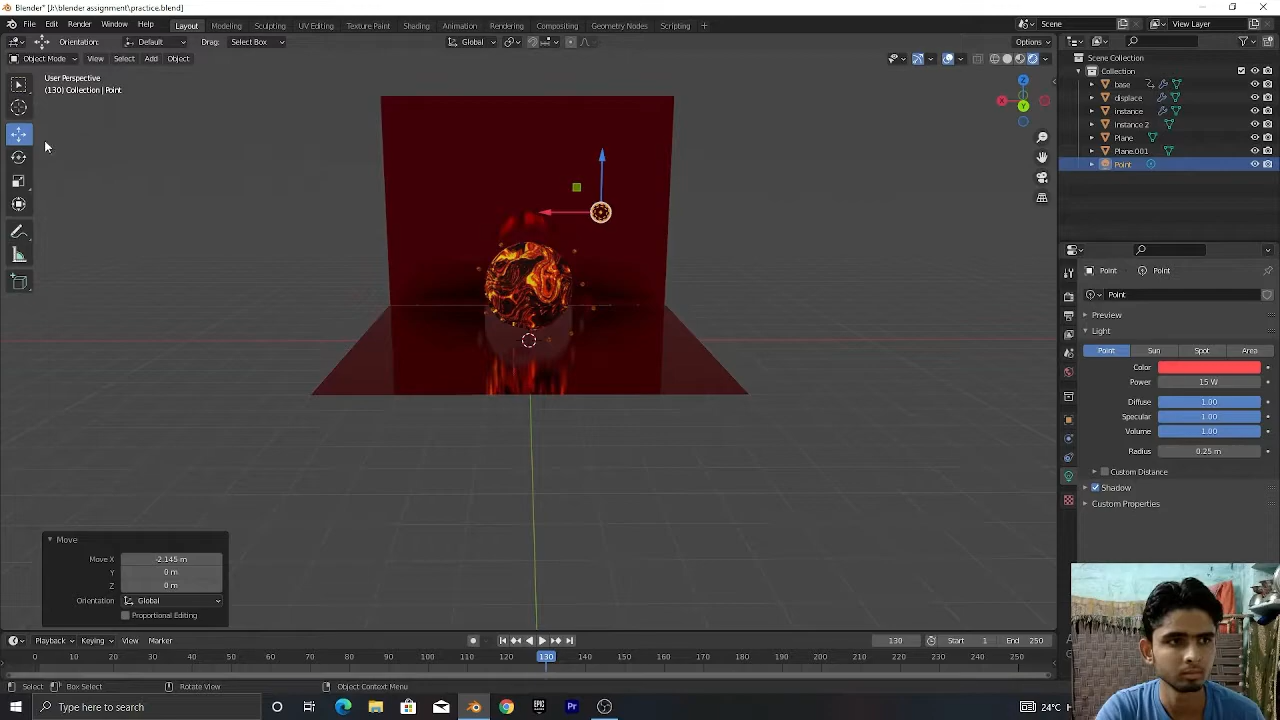 Blender* [J:\blender assignment\practice.blend]
File Edit Render Window Help Layout Modeling Sculpting UV Editing Texture Paint Shading Animation Rendering Compositing Geometry Nodes Scripting + Scene View Layer
Orientation: Default Drag: Select Box Global Options
Object Mode View Select Add Object
User Perspective
(130) Collection | Point
Scene Collection
Collection
base
displace
instance
instance 2
Plane
Plane.001
Point
Point Point
Point
Preview
Light
Point Sun Spot Area
Color
Power 15 W
Diffuse 1.00
Specular 1.00
Volume 1.00
Radius 0.25 m
Custom Distance
Shadow
Custom Properties
X
Y
Z
Move
Move X -2.145 m
Y 0 m
Z 0 m
Orientation Global
Proportional Editing
Playback Keying View Marker 130 Start 1 End 250
0 10 20 30 40 50 60 70 80 90 100 110 120 130 140 150 160 170 180 190 200 210 220 230 240 250
Select Box Select Rotate View Object Context Menu
Type here to search
EPIC
Pr
24°C